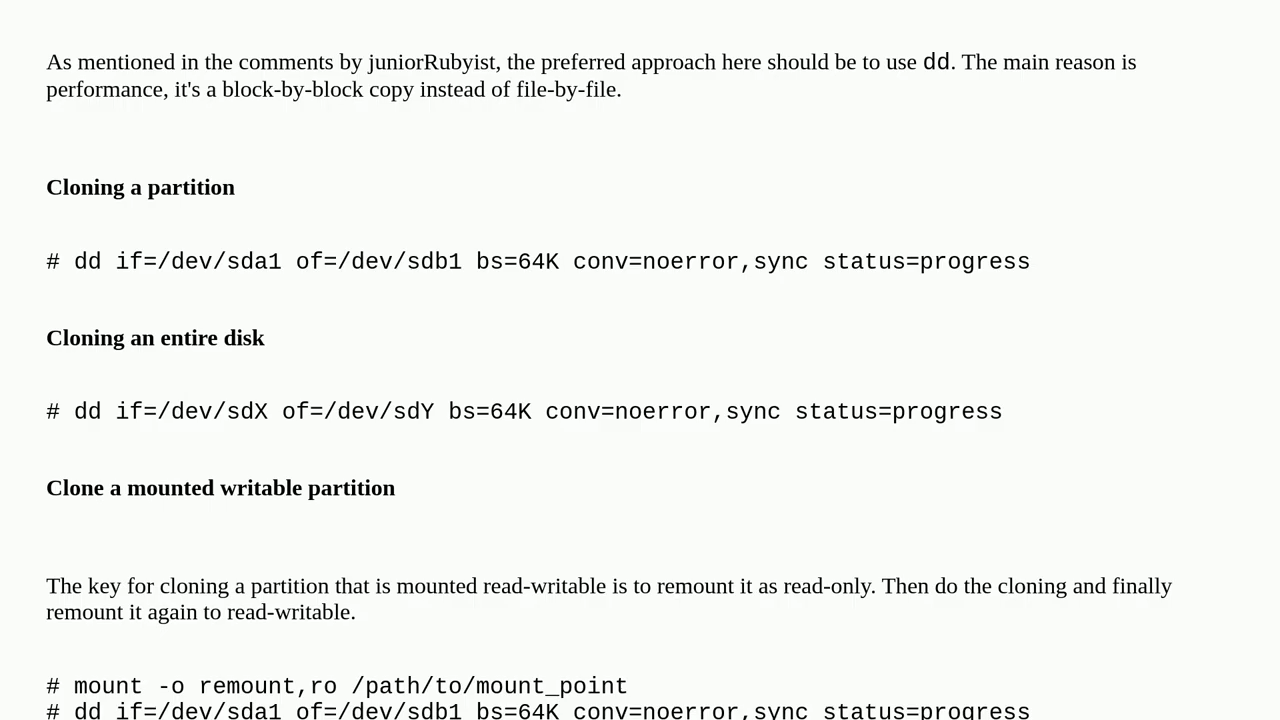 As mentioned in the comments by juniorRubyist, the preferred approach here should be to use dd. The main reason is
performance, it's a block-by-block copy instead of file-by-file.
Cloning a partition
# dd if=/dev/sda1 of=/dev/sdb1 bs=64K conv=noerror,sync status=progress
Cloning an entire disk
# dd if=/dev/sdX of=/dev/sdY bs=64K conv=noerror,sync status=progress
Clone a mounted writable partition
The key for cloning a partition that is mounted read-writable is to remount it as read-only. Then do the cloning and finally
remount it again to read-writable.
# mount -o remount,ro /path/to/mount_point
# dd if=/dev/sda1 of=/dev/sdb1 bs=64K conv=noerror,sync status=progress